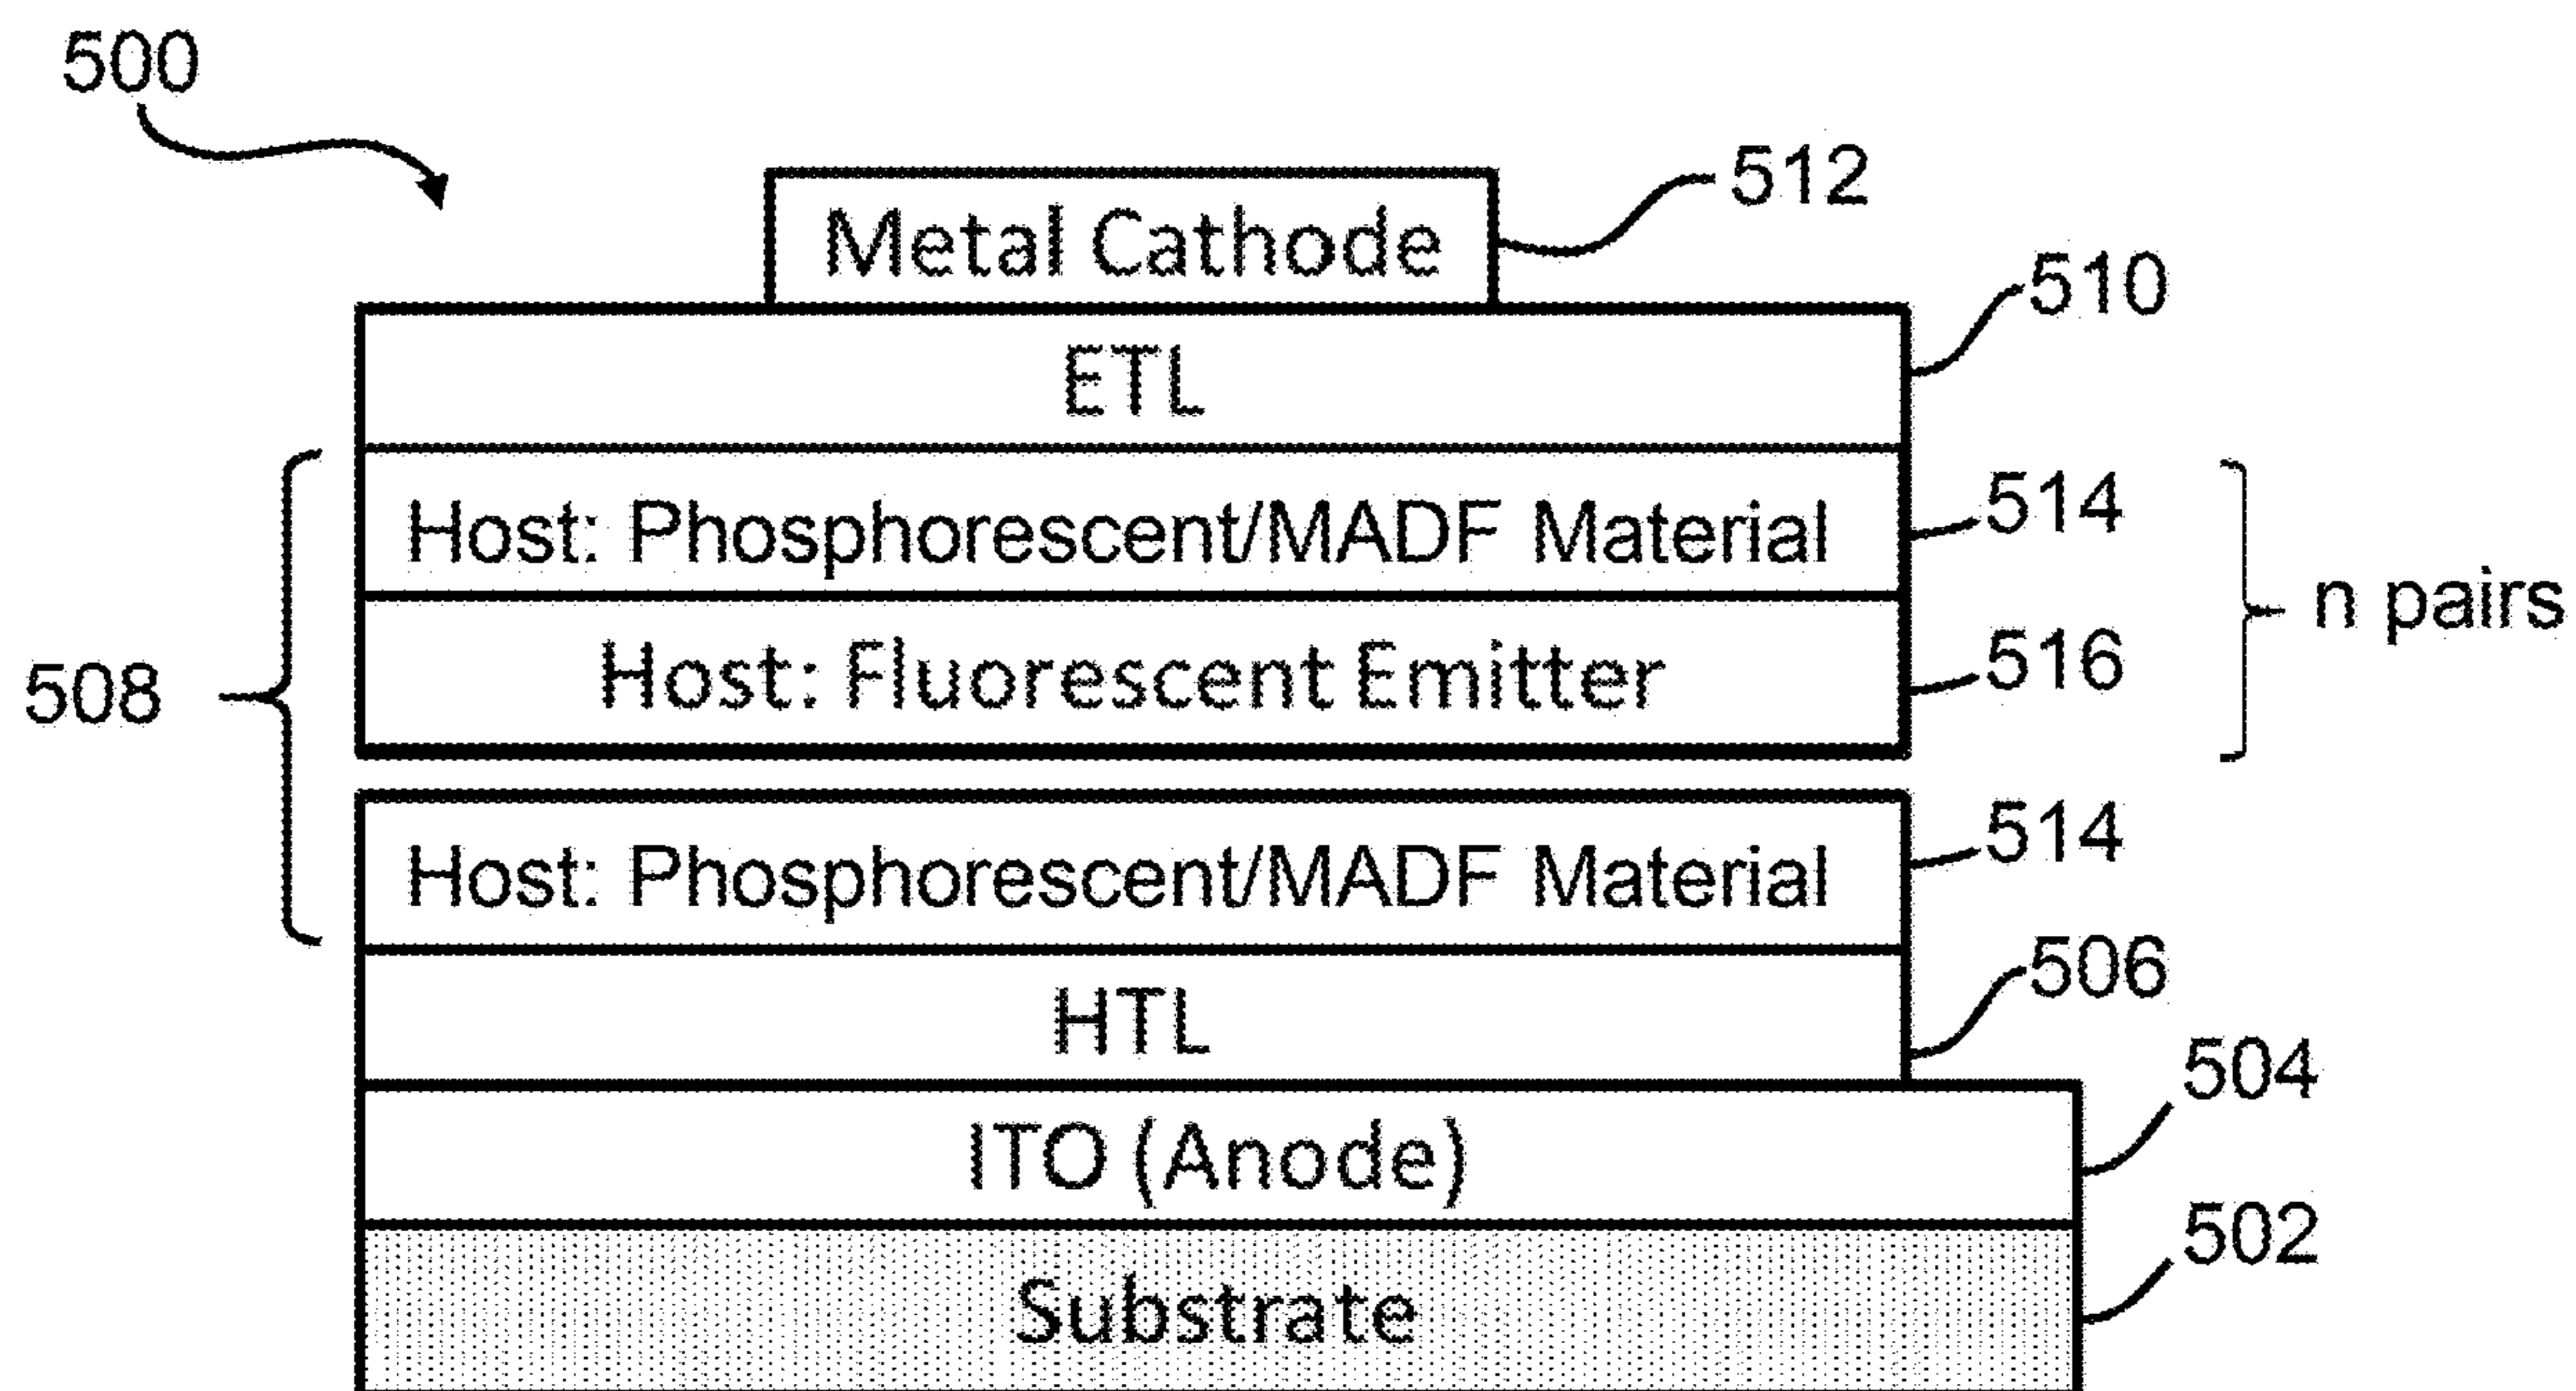 500
Metal Cathode
512
ETL
510
Host: Phosphorescent/MADF Material
514
Host: Fluorescent Emitter
516
n pairs
508
Host: Phosphorescent/MADF Material
514
HTL
506
ITO (Anode)
504
Substrate
502